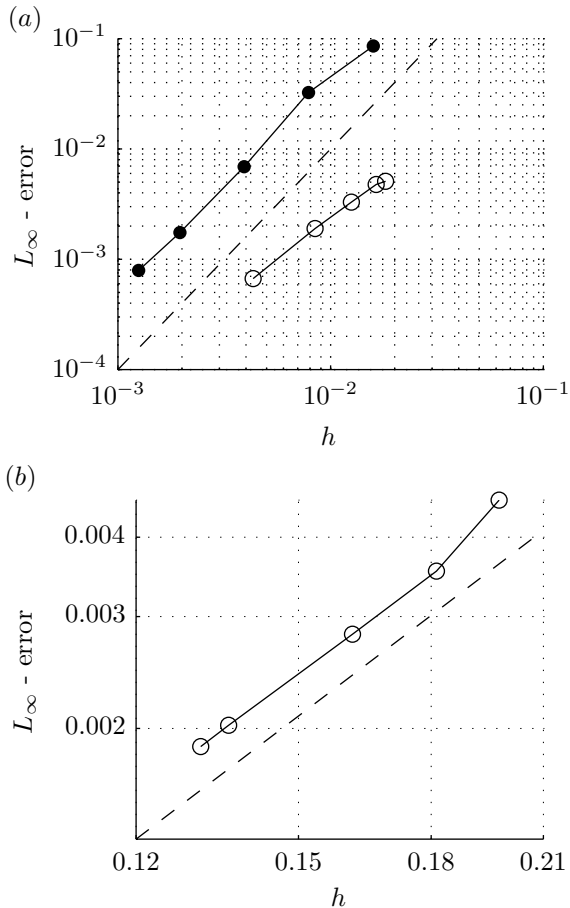 (a)
10⁻¹
10⁻²
10⁻³
10⁻⁴
L∞ - error
10⁻³ 10⁻² 10⁻¹
h
(b)
0.004
0.003
0.002
L∞ - error
0.12 0.15 0.18 0.21
h